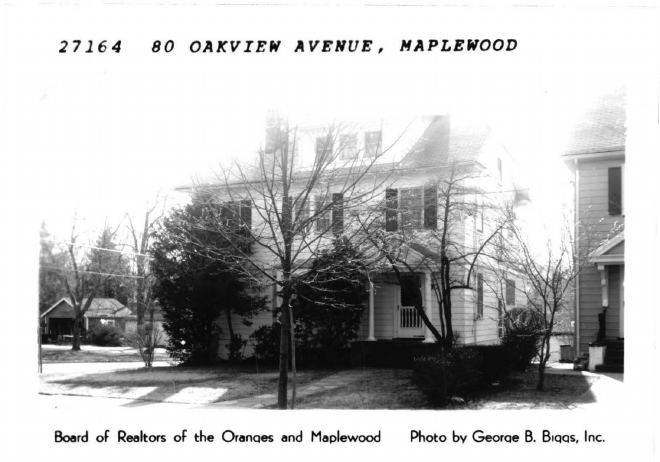 27164 80 OAKVIEW AVENUE, MAPLEWOOD
Board of Realtors of the Oranges and Maplewood Photo by George B. Biggs, Inc.